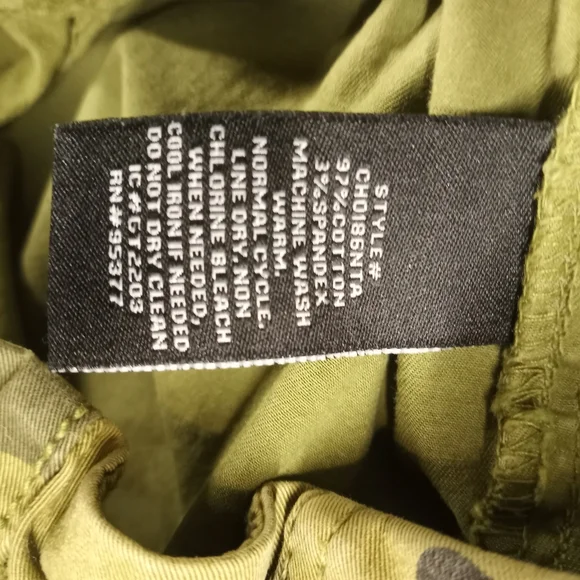 STYLE#
CH0186NTA
97%COTTON
3%SPANDEX
MACHINE WASH
WARM,
NORMAL CYCLE.
LINE DRY NON
CHLORINE BLEACH
WHEN NEEDED,
COOL IRON IF NEEDED
DO NOT DRY CLEAN
IC#GT2203
RN#95377